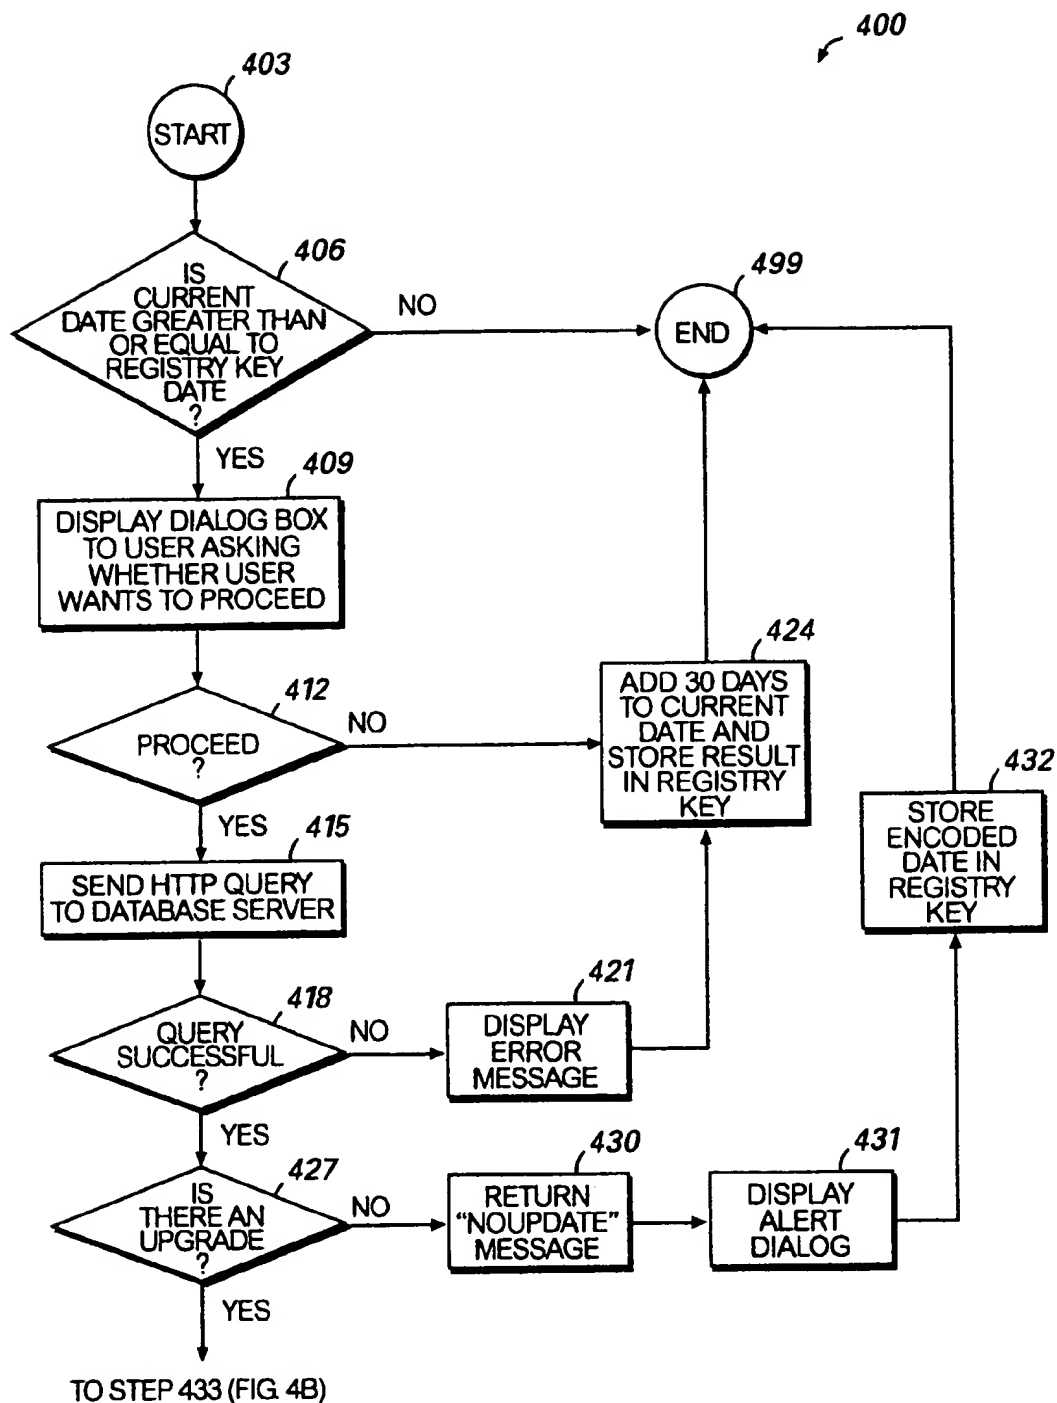 400
403
START
406
IS
CURRENT
DATE GREATER THAN
OR EQUAL TO
REGISTRY KEY
DATE
?
NO
499
END
YES
409
DISPLAY DIALOG BOX
TO USER ASKING
WHETHER USER
WANTS TO PROCEED
412
PROCEED
?
NO
424
ADD 30 DAYS
TO CURRENT
DATE AND
STORE RESULT
IN REGISTRY
KEY
432
STORE
ENCODED
DATE IN
REGISTRY
KEY
YES
415
SEND HTTP QUERY
TO DATABASE SERVER
418
QUERY
SUCCESSFUL
?
NO
421
DISPLAY
ERROR
MESSAGE
YES
427
IS
THERE AN
UPGRADE
?
NO
430
RETURN
"NOUPDATE"
MESSAGE
431
DISPLAY
ALERT
DIALOG
YES
TO STEP 433 (FIG. 4B)